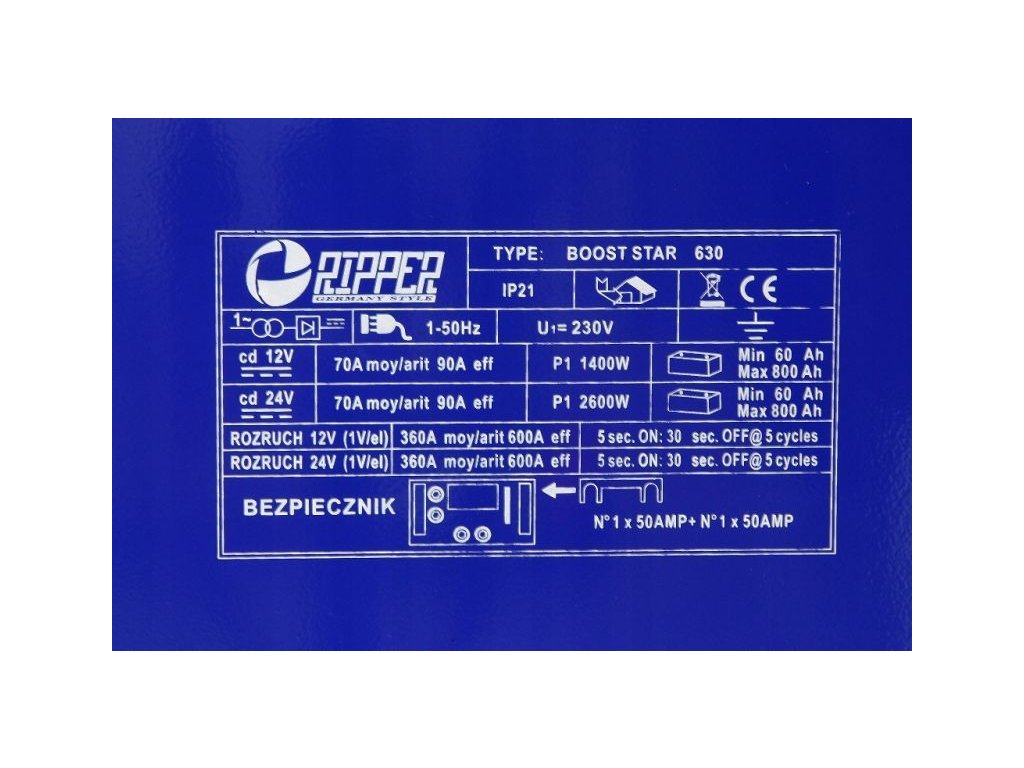 RIPPER
GERMANY STYLE
TYPE: BOOST STAR 630
IP21
CE
1~
1-50Hz
U1= 230V
cd 12V
70A moy/arit 90A eff
P1 1400W
Min 60 Ah
Max 800 Ah
cd 24V
70A moy/arit 90A eff
P1 2600W
Min 60 Ah
Max 800 Ah
ROZRUCH 12V (1V/el) 360A moy/arit 600A eff 5 sec. ON: 30 sec. OFF@ 5 cycles
ROZRUCH 24V (1V/el) 360A moy/arit 600A eff 5 sec. ON: 30 sec. OFF@ 5 cycles
BEZPIECZNIK
N° 1 x 50AMP+ N° 1 x 50AMP